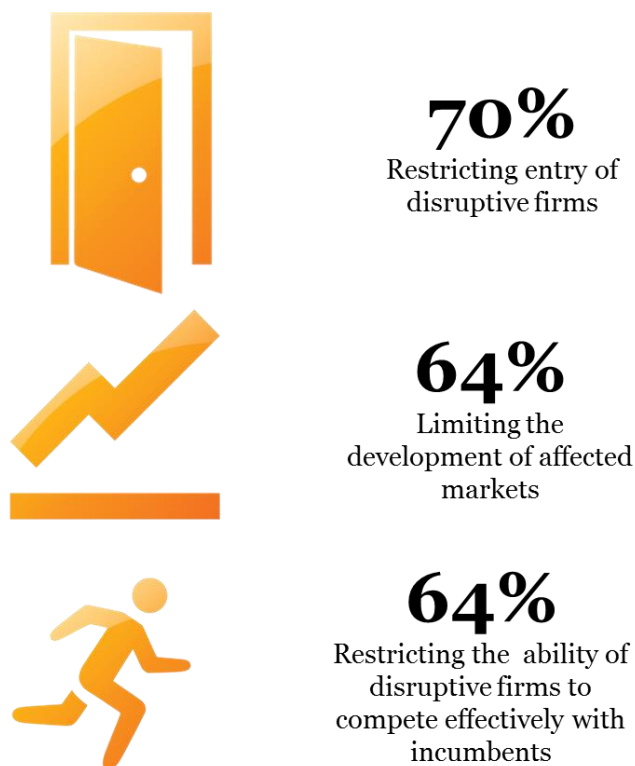 70%
Restricting entry of
disruptive firms
64%
Limiting the
development of affected
markets
64%
Restricting the ability of
disruptive firms to
compete effectively with
incumbents